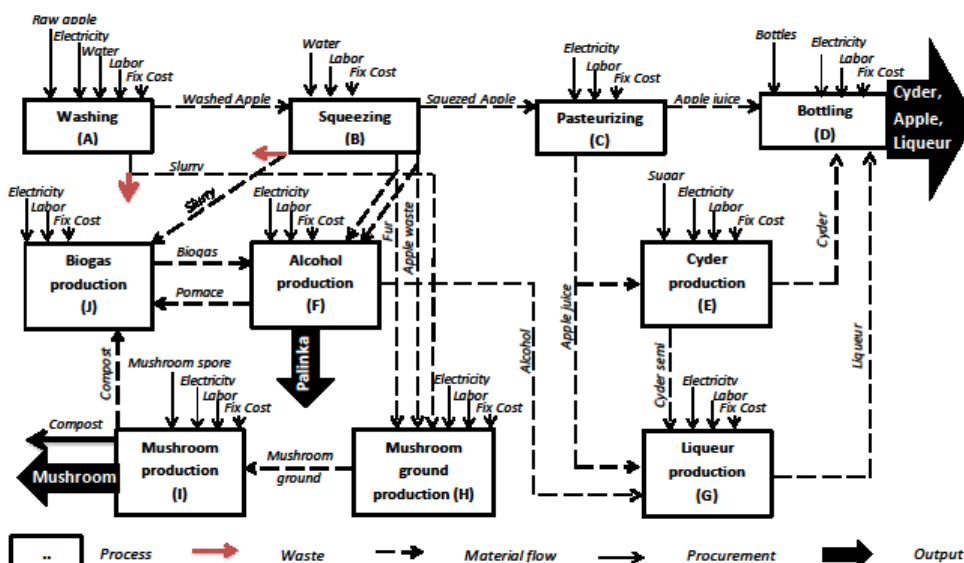 Raw apple
Electricity
Water
Labor
Fix Cost
Water
Labor
Fix Cost
Electricity
Labor
Fix Cost
Bottles
Electricity
Labor
Fix Cost
Washing
(A)
Washed Apple
Squeezing
(B)
Squezed Apple
Pasteurizing
(C)
Apple juice
Bottling
(D)
Cyder,
Apple,
Liqueur
Slurry
Slurry
Electricity
Labor
Fix Cost
Electricity
Labor
Fix Cost
Fur
Apple waste
Sugar
Electricity
Labor
Fix Cost
Cyder
Biogas
production
(J)
Biogas
Pomace
Alcohol
production
(F)
Cyder
production
(E)
Palinka
Alcohol
Apple juice
Cyder semi
Liqueur
Compost
Mushroom spore
Electricity
Labor
Fix Cost
Electricity
Labor
Fix Cost
Electricity
Labor
Fix Cost
Compost
Mushroom
Mushroom
production
(I)
Mushroom
ground
Mushroom
ground
production (H)
Liqueur
production
(G)
..
Process
Waste
Material flow
Procurement
Output